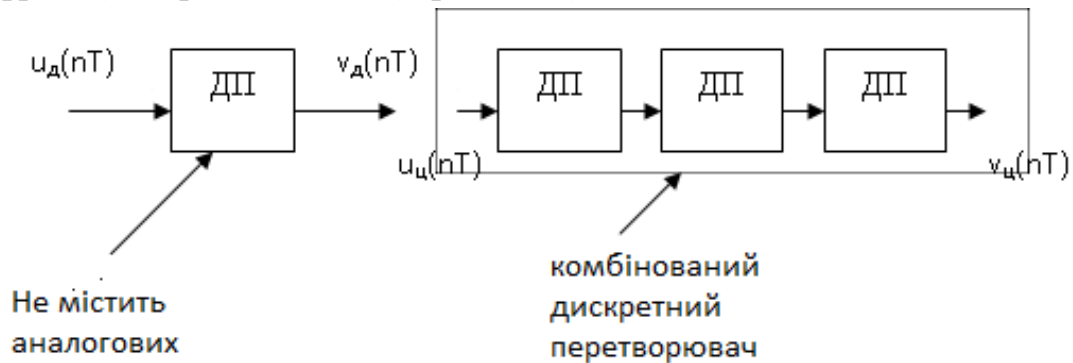 uд(nT)
ДП
vд(nT)
ДП
ДП
ДП
uц(nT)
vц(nT)
Не містить
аналогових
комбінований
дискретний
перетворювач